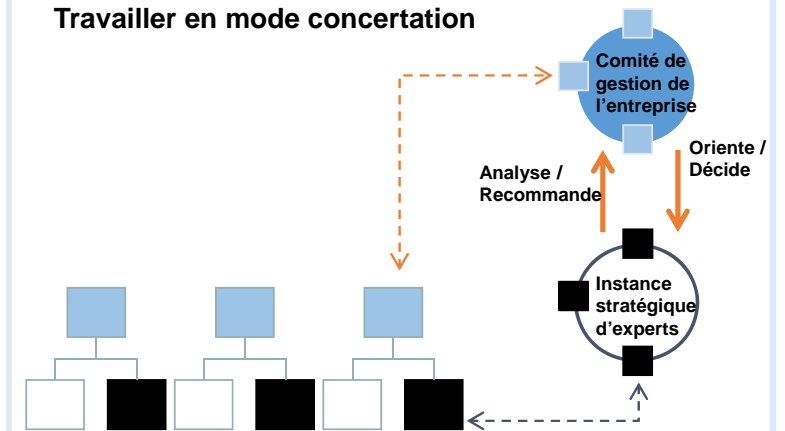 Travailler en mode concertation
Comité de
gestion de
l'entreprise
Oriente /
Décide
Analyse /
Recommande
Instance
stratégique
d'experts